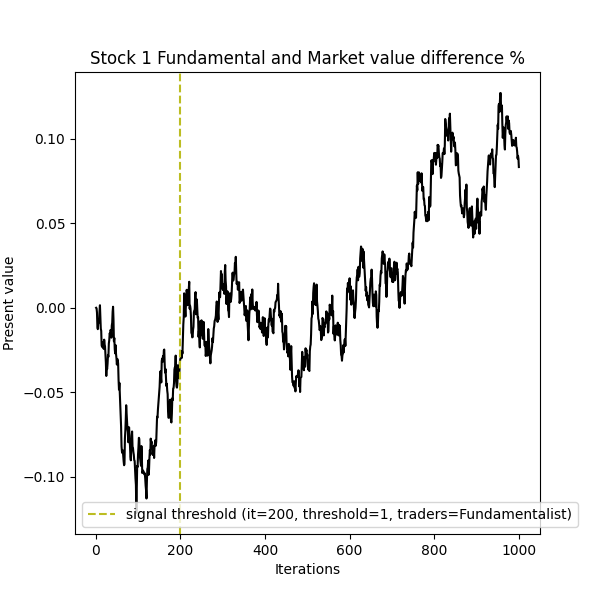 Stock 1 Fundamental and Market value difference %
Present value
0.10
0.05
0.00
−0.05
−0.10
signal threshold (it=200, threshold=1, traders=Fundamentalist)
0 200 400 600 800 1000
Iterations